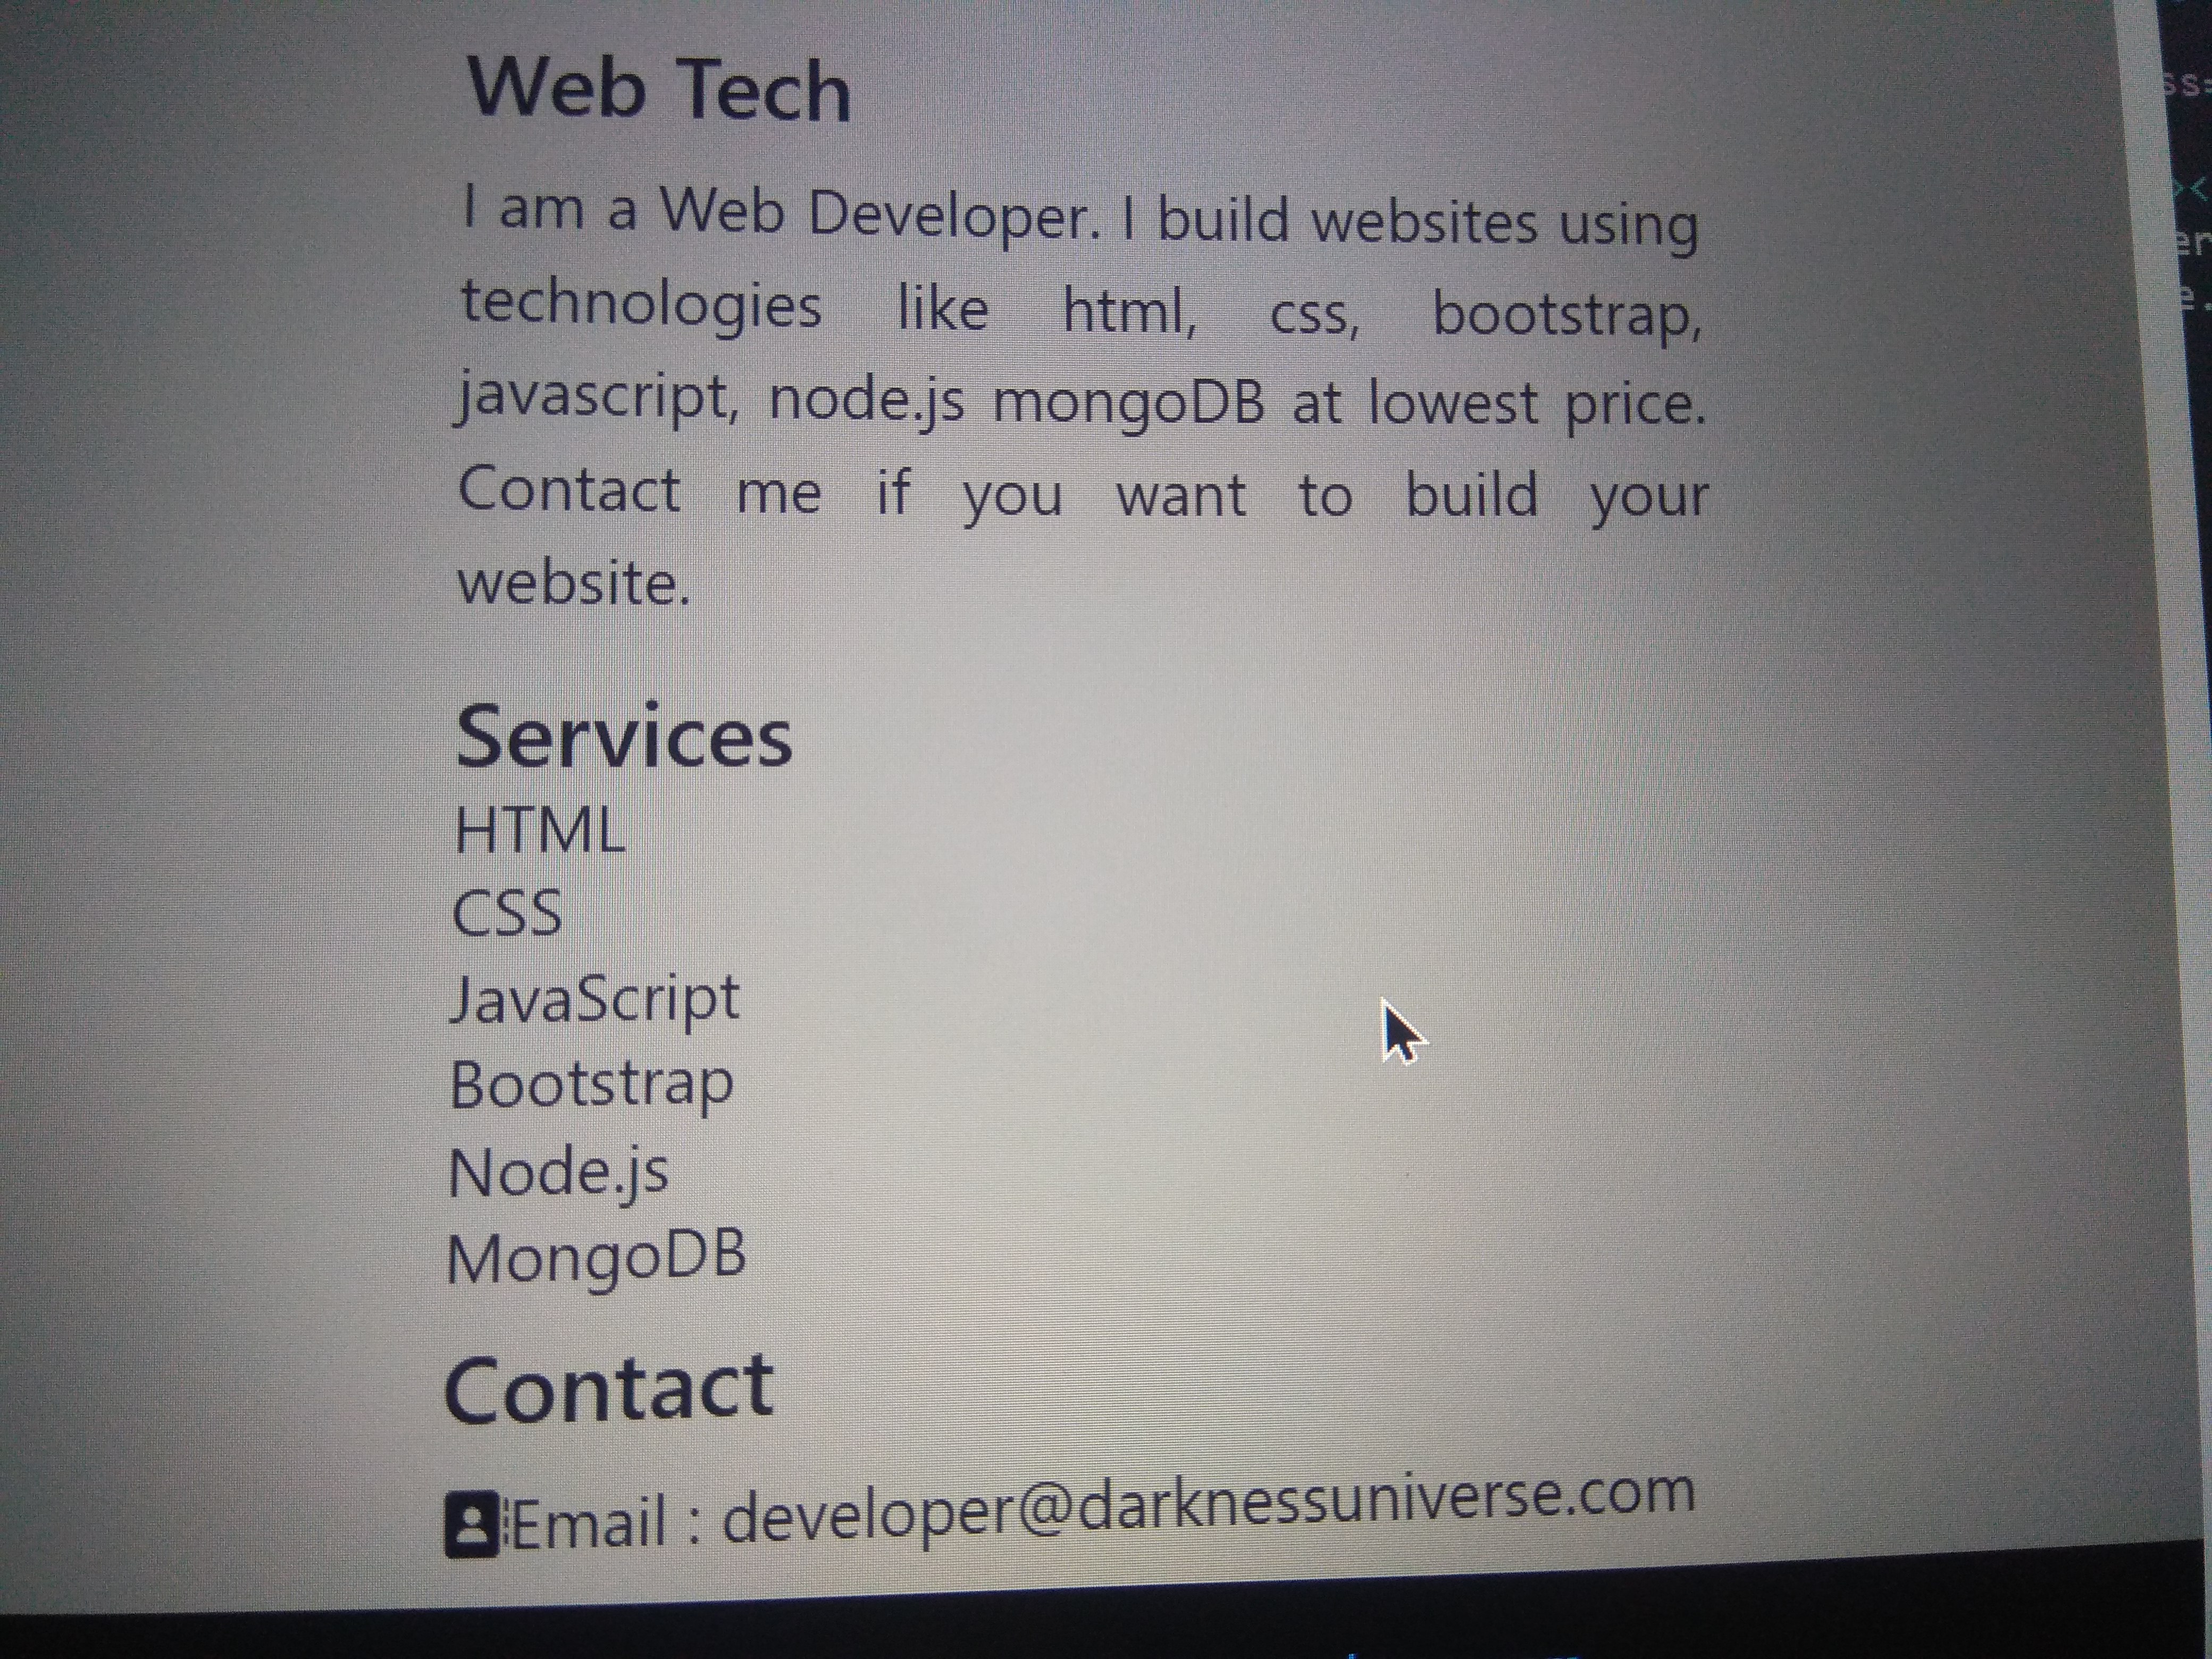 Web Tech
I am a Web Developer. I build websites using
technologies like html, css, bootstrap,
javascript, node.js mongoDB at lowest price.
Contact me if you want to build your
website.
Services
HTML
CSS
JavaScript
Bootstrap
Node.js
MongoDB
Contact
Email : developer@darknessuniverse.com